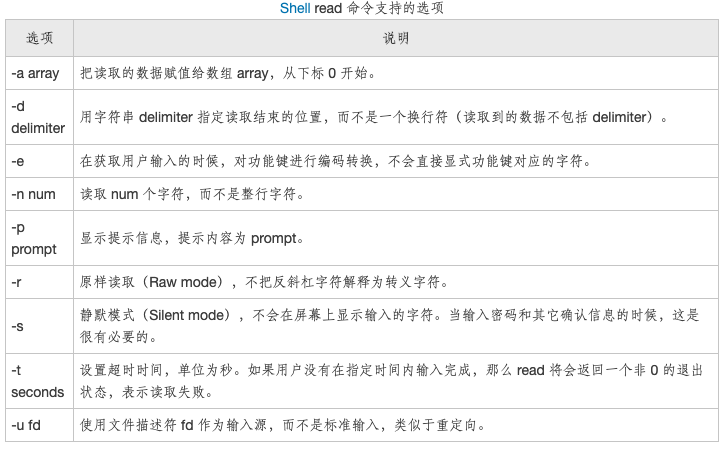 Shell read 命令支持的选项
选项 说明
-a array 把读取的数据赋值给数组 array，从下标 0 开始。
-d
delimiter 用字符串 delimiter 指定读取结束的位置，而不是一个换行符（读取到的数据不包括 delimiter）。
-e 在获取用户输入的时候，对功能键进行编码转换，不会直接显式功能键对应的字符。
-n num 读取 num 个字符，而不是整行字符。
-p
prompt 显示提示信息，提示内容为 prompt。
-r 原样读取（Raw mode），不把反斜杠字符解释为转义字符。
-s 静默模式（Silent mode），不会在屏幕上显示输入的字符。当输入密码和其它确认信息的时候，这是
很有必要的。
-t
seconds 设置超时时间，单位为秒。如果用户没有在指定时间内输入完成，那么 read 将会返回一个非 0 的退出
状态，表示读取失败。
-u fd 使用文件描述符 fd 作为输入源，而不是标准输入，类似于重定向。